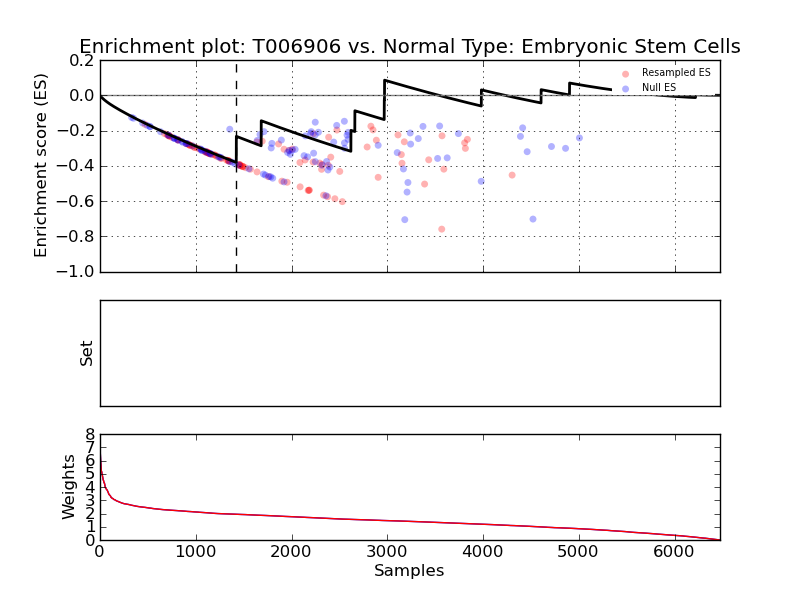 Enrichment plot: T006906 vs. Normal Type: Embryonic Stem Cells
Enrichment score (ES)
0.2
0.0
−0.2
−0.4
−0.6
−0.8
−1.0
Resampled ES
Null ES
Set
Weights
8
7
6
5
4
3
2
1
0
0 1000 2000 3000 4000 5000 6000
Samples